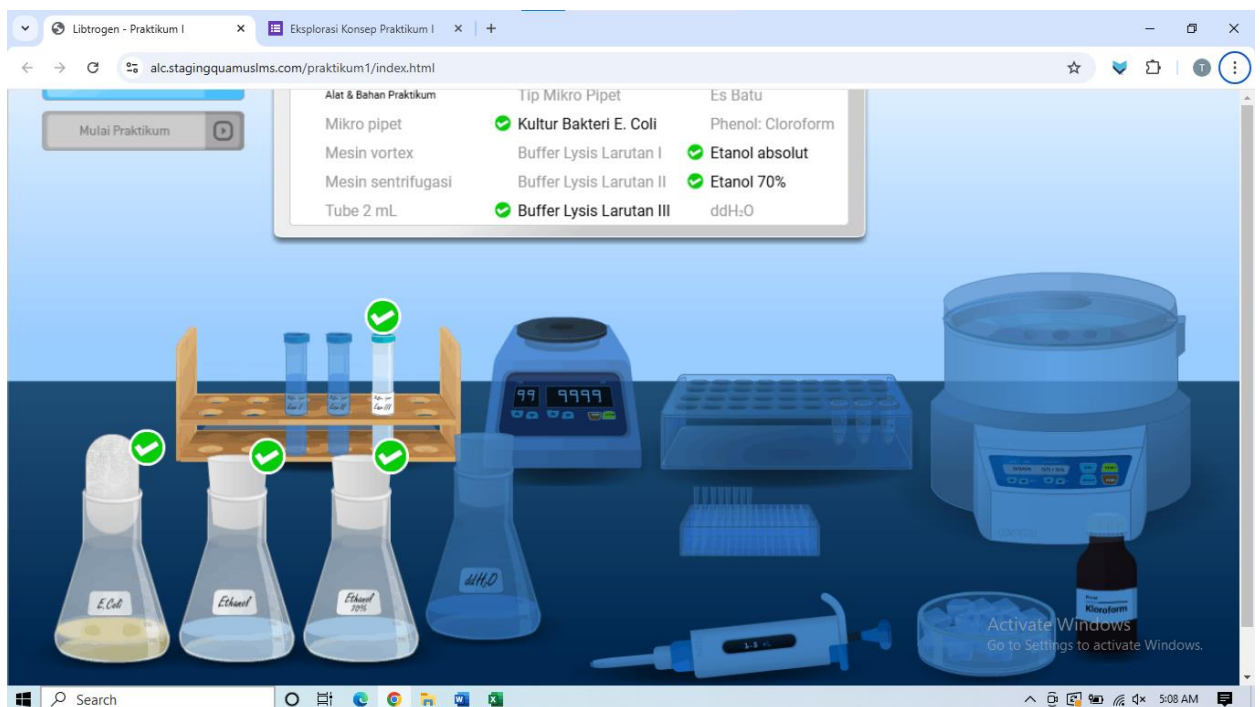 Libtrogen - Praktikum I
Eksplorasi Konsep Praktikum I
alc.stagingquamuslms.com/praktikum1/index.html
T
Mulai Praktikum
Alat & Bahan Praktikum
Mikro pipet
Mesin vortex
Mesin sentrifugasi
Tube 2 mL
Tip Mikro Pipet
Kultur Bakteri E. Coli
Buffer Lysis Larutan I
Buffer Lysis Larutan II
Buffer Lysis Larutan III
Es Batu
Phenol: Cloroform
Etanol absolut
Etanol 70%
ddH₂O
99 9999
E.Coli
Ethanol
Ethanol
70%
ddH₂O
Kloroform
Activate Windows
Go to Settings to activate Windows.
Search
5:08 AM